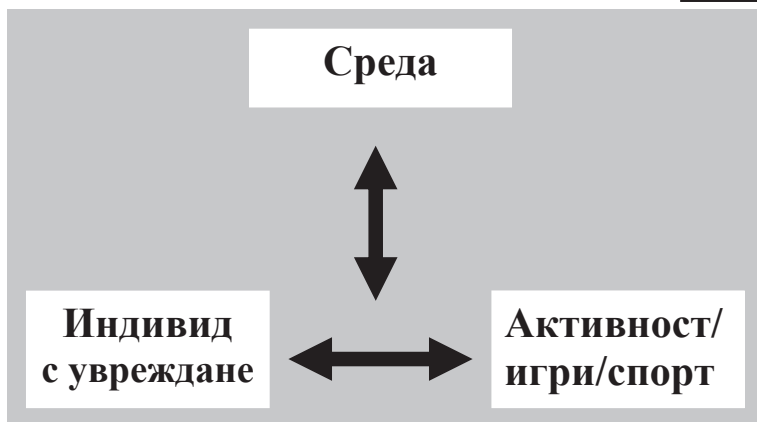 Среда
Индивид
с увреждане
Активност/
игри/спорт